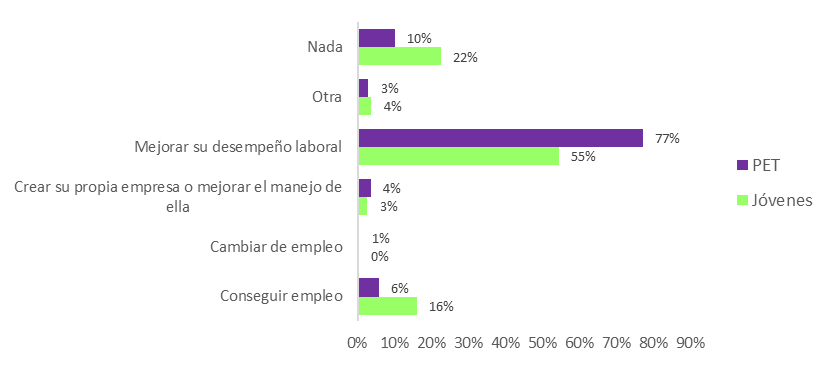 Nada
10%
22%
Otra
3%
4%
Mejorar su desempeño laboral
77%
55%
Crear su propia empresa o mejorar el manejo de
ella
4%
3%
Cambiar de empleo
1%
0%
Conseguir empleo
6%
16%
0% 10% 20% 30% 40% 50% 60% 70% 80% 90%
PET
Jóvenes